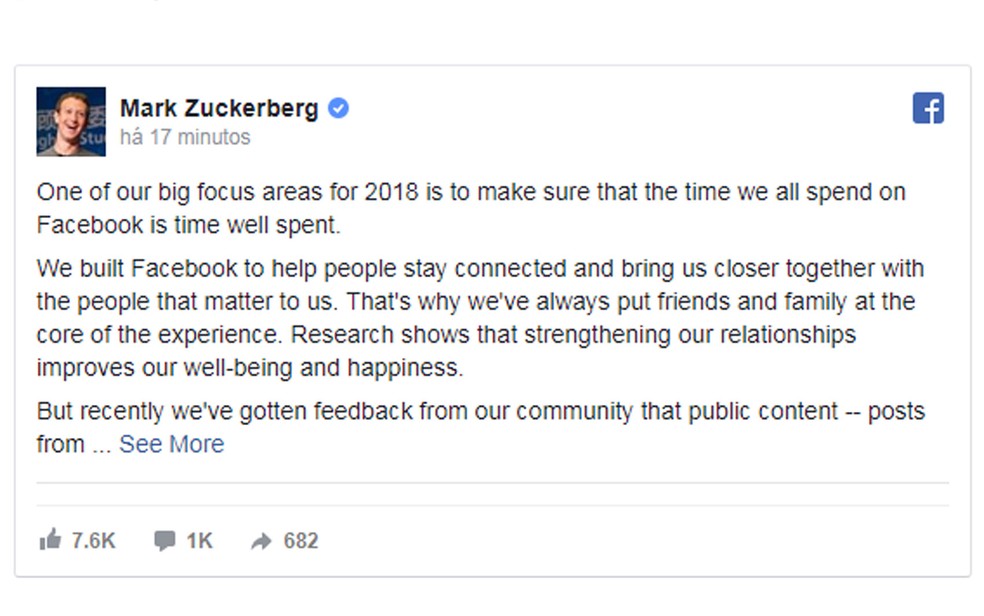 Mark Zuckerberg
há 17 minutos
One of our big focus areas for 2018 is to make sure that the time we all spend on
Facebook is time well spent.
We built Facebook to help people stay connected and bring us closer together with
the people that matter to us. That's why we've always put friends and family at the
core of the experience. Research shows that strengthening our relationships
improves our well-being and happiness.
But recently we've gotten feedback from our community that public content -- posts
from ... See More
7.6K 1K 682